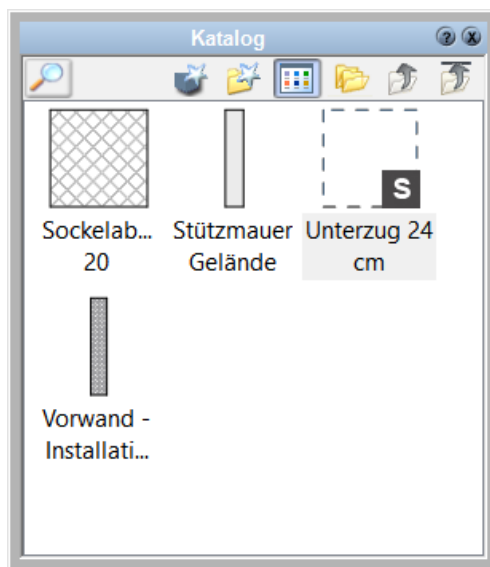 Katalog
S
Sockelab...
20
Stützmauer
Gelände
Unterzug 24
cm
Vorwand -
Installati...